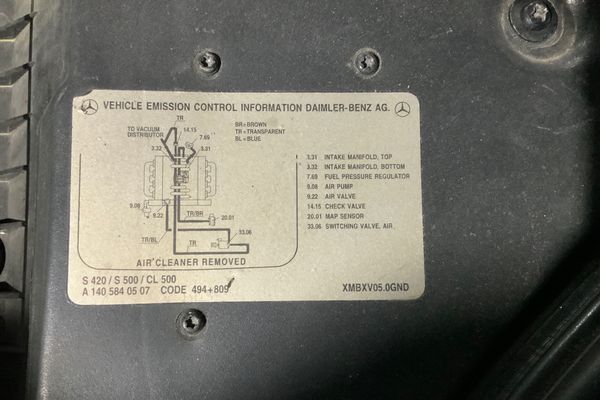 VEHICLE EMISSION CONTROL INFORMATION DAIMLER-BENZ AG.
TR
TO VACUUM
DISTRIBUTOR
14.15
7.69
3.32
3.31
BR=BROWN
TR=TRANSPARENT
BL=BLUE
3.31 INTAKE MANIFOLD, TOP
3.32 INTAKE MANIFOLD, BOTTOM
7.69 FUEL PRESSURE REGULATOR
9.08 AIR PUMP
9.22 AIR VALVE
14.15 CHECK VALVE
20.01 MAP SENSOR
33.06 SWITCHING VALVE, AIR
9.08
9.22
TR/BR
20.01
33.06
TR/BL
TR
AIR CLEANER REMOVED
S 420 / S 500 / CL 500
A 140 584 05 07 CODE 494+809
XMBXV05.0GND